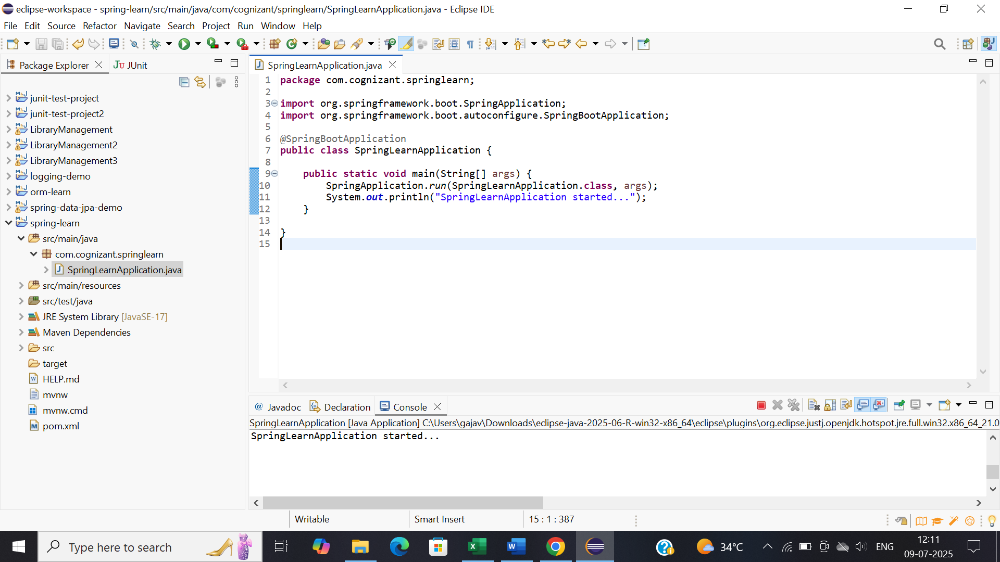 eclipse-workspace - spring-learn/src/main/java/com/cognizant/springlearn/SpringLearnApplication.java - Eclipse IDE
File Edit Source Refactor Navigate Search Project Run Window Help
Package Explorer
Ju JUnit
junit-test-project
junit-test-project2
LibraryManagement
LibraryManagement2
LibraryManagement3
logging-demo
orm-learn
spring-data-jpa-demo
spring-learn
src/main/java
com.cognizant.springlearn
SpringLearnApplication.java
src/main/resources
src/test/java
JRE System Library [JavaSE-17]
Maven Dependencies
src
target
HELP.md
mvnw
mvnw.cmd
pom.xml
SpringLearnApplication.java
1 package com.cognizant.springlearn;
2
3 import org.springframework.boot.SpringApplication;
4 import org.springframework.boot.autoconfigure.SpringBootApplication;
5
6 @SpringBootApplication
7 public class SpringLearnApplication {
8
9 public static void main(String[] args) {
10 SpringApplication.run(SpringLearnApplication.class, args);
11 System.out.println("SpringLearnApplication started...");
12 }
13
14 }
15
@ Javadoc Declaration Console
SpringLearnApplication [Java Application] C:\Users\gajav\Downloads\eclipse-java-2025-06-R-win32-x86_64\eclipse\plugins\org.eclipse.justj.openjdk.hotspot.jre.full.win32.x86_64_21.0
SpringLearnApplication started...
Writable Smart Insert 15 : 1 : 387
Type here to search
34°C
ENG
12:11
09-07-2025